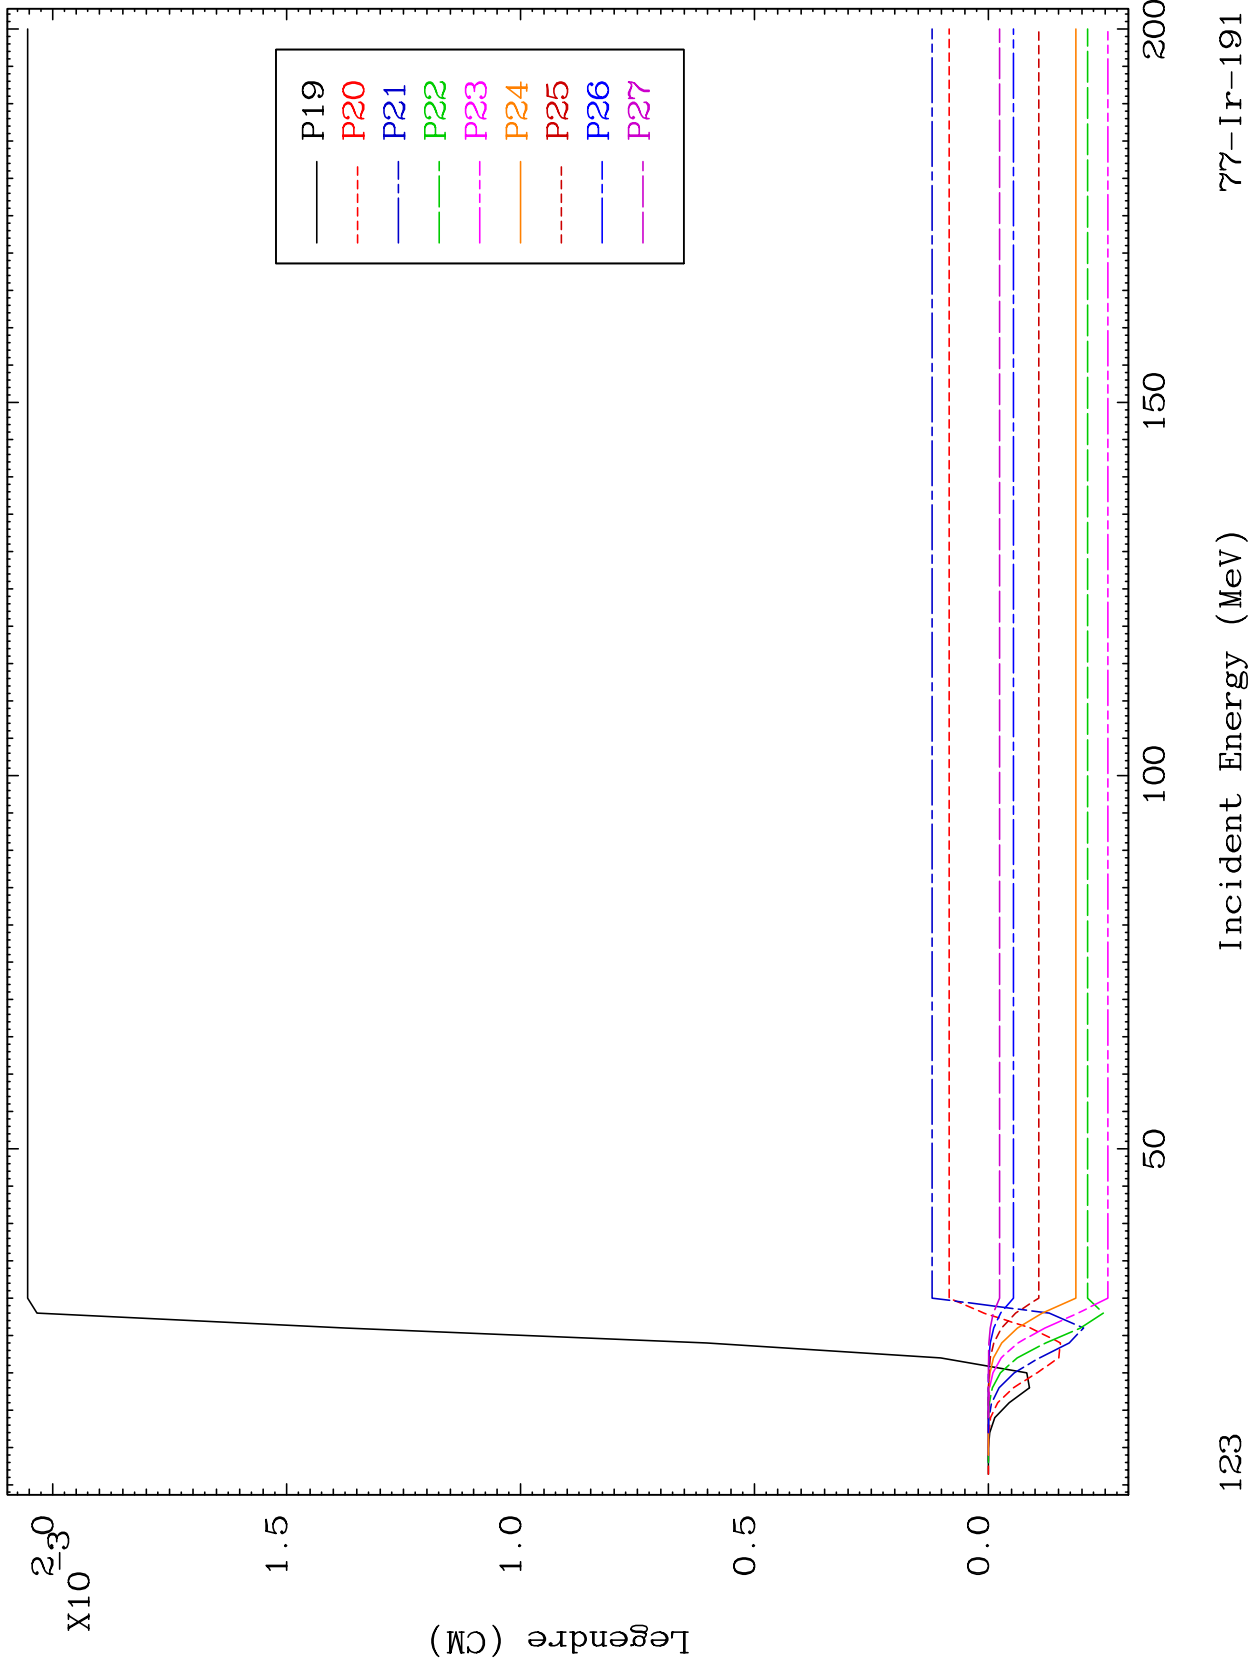 X10
-3
2.0
1.5
1.0
0.5
0.0
Legendre (CM)
P19
P20
P21
P22
P23
P24
P25
P26
P27
50
100
150
200
Incident Energy (MeV)
123
77-Ir-191